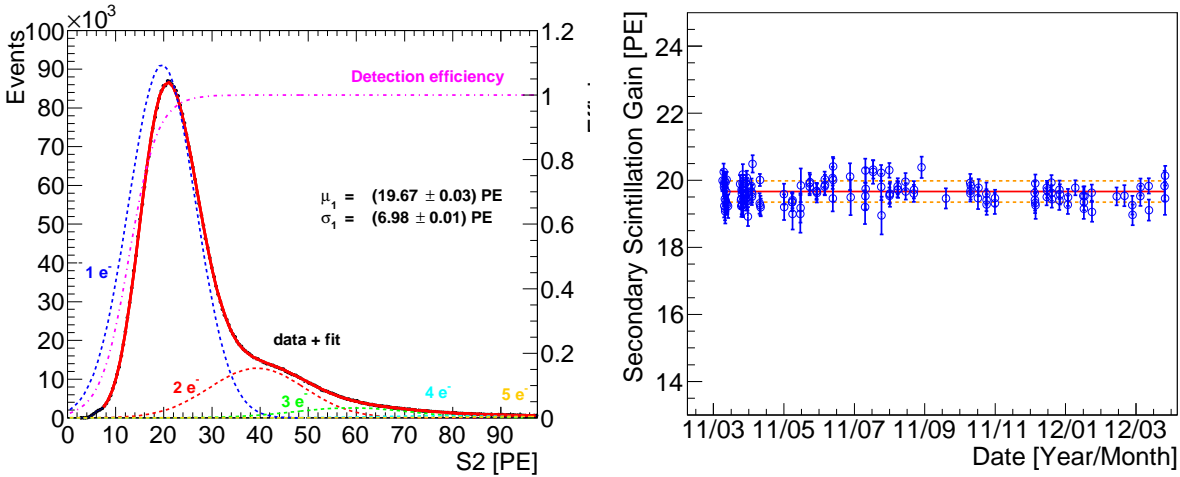 ×10³
Events
100
90
80
70
60
50
40
30
20
10
0
1.2
1
0.8
0.6
0.4
0.2
0
Detection efficiency
μ₁ = (19.67 ± 0.03) PE
σ₁ = (6.98 ± 0.01) PE
1 e⁻
data + fit
2 e⁻
3 e⁻
4 e⁻
5 e⁻
0 10 20 30 40 50 60 70 80 90
S2 [PE]
Secondary Scintillation Gain [PE]
24
22
20
18
16
14
11/03 11/05 11/07 11/09 11/11 12/01 12/03
Date [Year/Month]